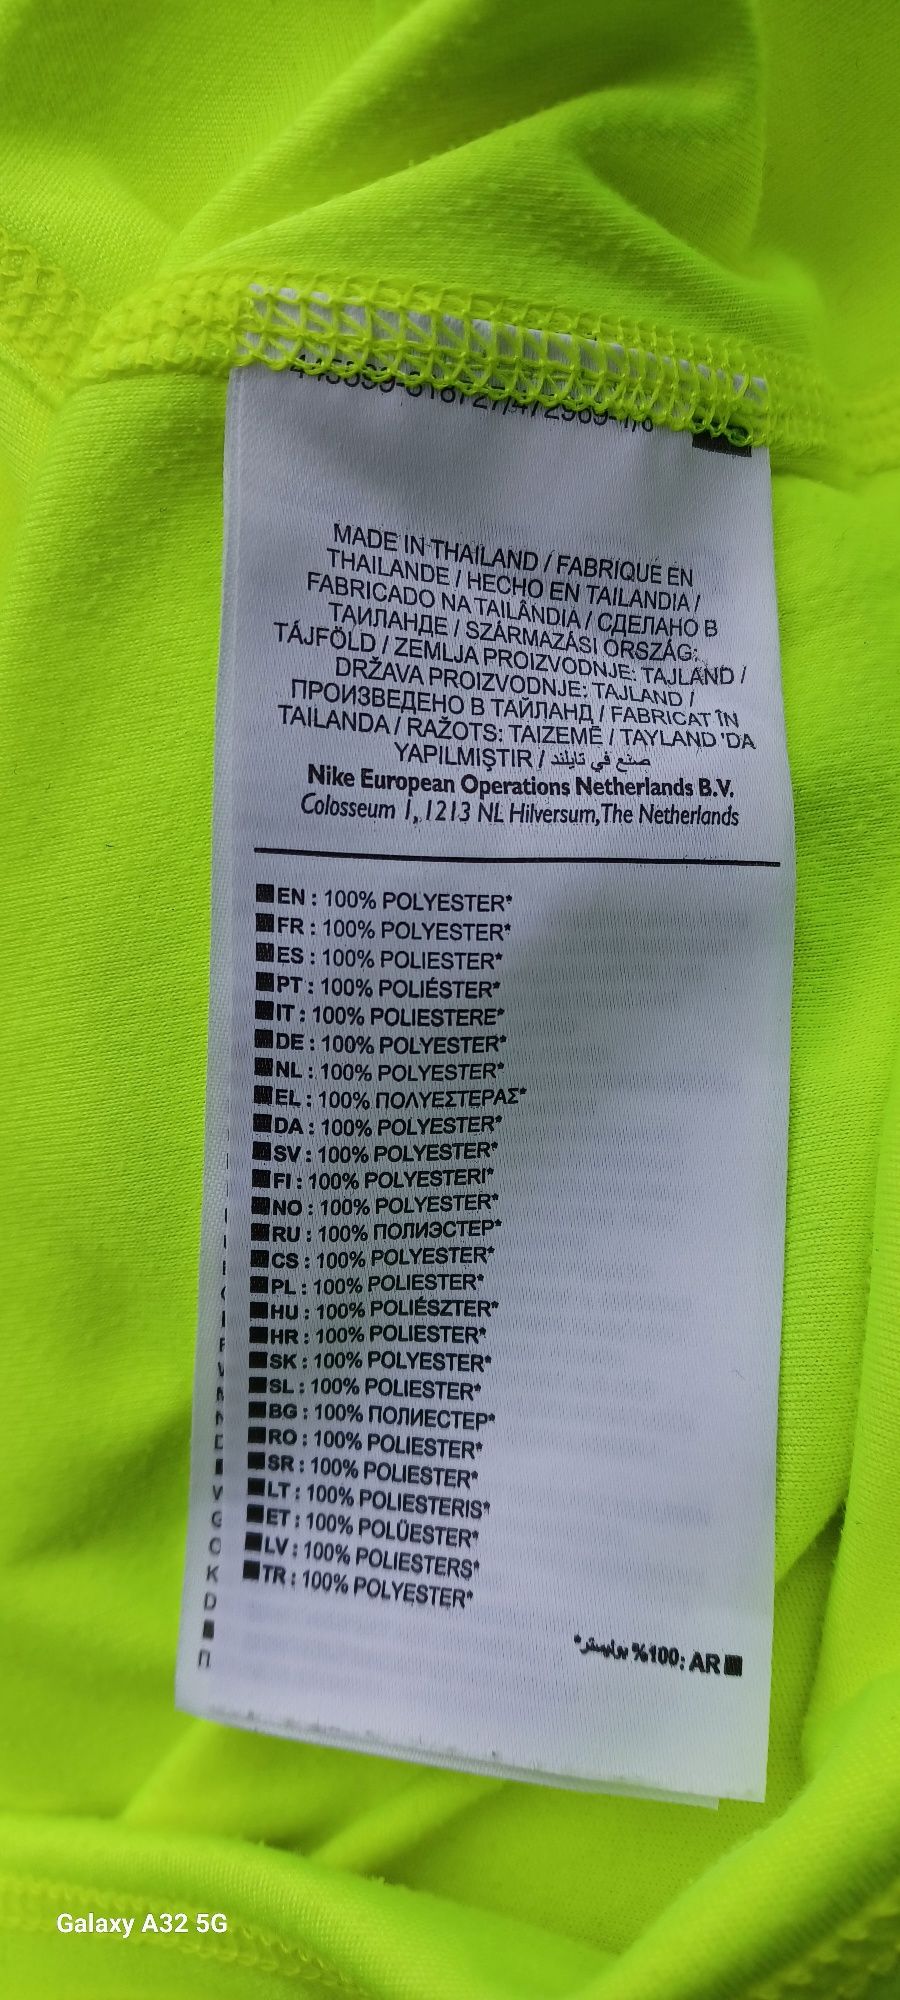 MADE IN THAILAND / FABRIQUÉ EN
THAILANDE / HECHO EN TAILANDIA /
FABRICADO NA TAILÂNDIA / СДЕЛАНО В
ТАИЛАНДЕ / SZÁRMAZÁSI ORSZÁG:
TÁJFÖLD / ZEMLJA PROIZVODNJE: TAJLAND /
DRŽAVA PROIZVODNJE: TAJLAND /
ПРОИЗВЕДЕНО В ТАЙЛАНД / FABRICAT ÎN
TAILANDA / RAŽOTS: TAIZEMĒ / TAYLAND 'DA
YAPILMIŞTIR / صنع في تايلند
Nike European Operations Netherlands B.V.
Colosseum 1, 1213 NL Hilversum, The Netherlands
EN : 100% POLYESTER*
FR : 100% POLYESTER*
ES : 100% POLIESTER*
PT : 100% POLIÉSTER*
IT : 100% POLIESTERE*
DE : 100% POLYESTER*
NL : 100% POLYESTER*
EL : 100% ΠΟΛΥΕΣΤΕΡΑΣ*
DA : 100% POLYESTER*
SV : 100% POLYESTER*
FI : 100% POLYESTERI*
NO : 100% POLYESTER*
RU : 100% ПОЛИЭСТЕР*
CS : 100% POLYESTER*
PL : 100% POLIESTER*
HU : 100% POLIÉSZTER*
HR : 100% POLIESTER*
SK : 100% POLYESTER*
SL : 100% POLIESTER*
BG : 100% ПОЛИЕСТЕР*
RO : 100% POLIESTER*
SR : 100% POLIESTER*
LT : 100% POLIESTERIS*
ET : 100% POLÜESTER*
LV : 100% POLIESTERS*
TR : 100% POLYESTER*
AR :100% بوليستر*
Galaxy A32 5G